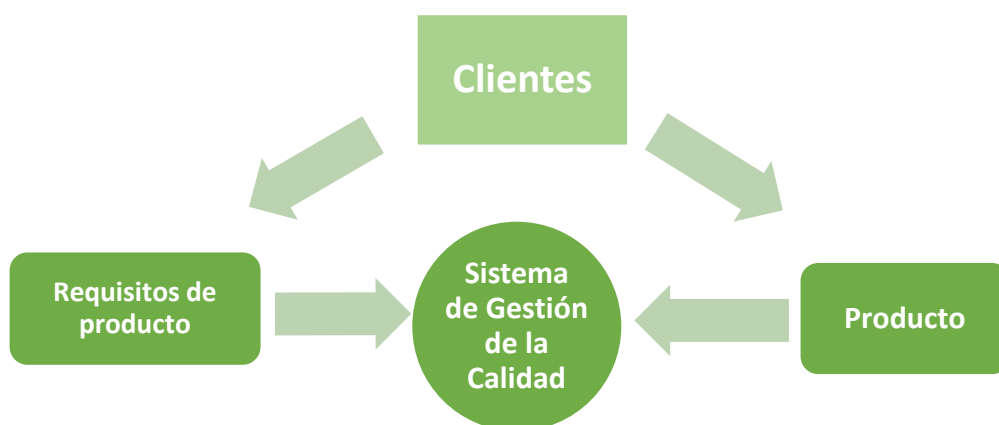 Clientes
Requisitos de
producto
Sistema
de Gestión
de la
Calidad
Producto